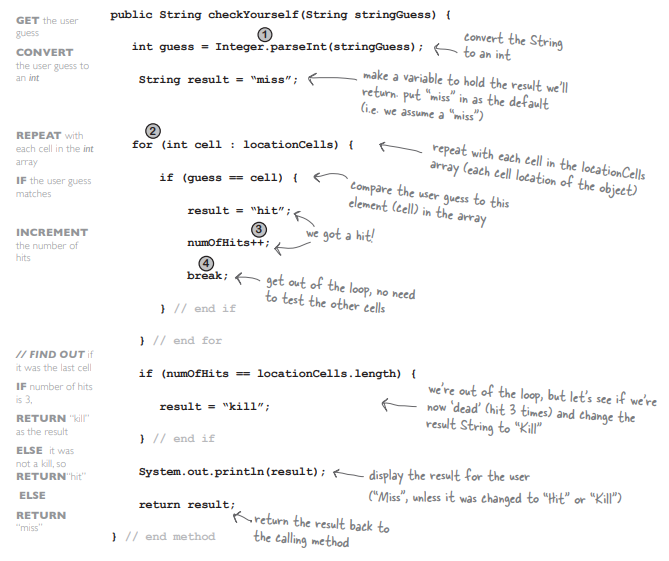 public String checkYourself(String stringGuess) {
GET the user
guess
1
CONVERT
the user guess to
an int
int guess = Integer.parseInt(stringGuess);
convert the String
to an int
String result = “miss”;
make a variable to hold the result we’ll
return. put “miss” in as the default
(i.e. we assume a “miss”)
REPEAT with
each cell in the int
array
2
for (int cell : locationCells) {
repeat with each cell in the locationCells
array (each cell location of the object)
IF the user guess
matches
if (guess == cell) {
compare the user guess to this
element (cell) in the array
result = “hit”;
we got a hit!
INCREMENT
the number of
hits
3
numOfHits++;
4
break;
get out of the loop, no need
to test the other cells
} // end if
} // end for
// FIND OUT if
it was the last cell
IF number of hits
is 3,
if (numOfHits == locationCells.length) {
we’re out of the loop, but let’s see if we’re
now ‘dead’ (hit 3 times) and change the
result String to “Kill”
RETURN “kill”
as the result
result = “kill”;
} // end if
ELSE it was
not a kill, so
RETURN“hit”
System.out.println(result);
display the result for the user
(“Miss”, unless it was changed to “Hit” or “Kill”)
ELSE
RETURN
“miss”
return result;
return the result back to
the calling method
} // end method